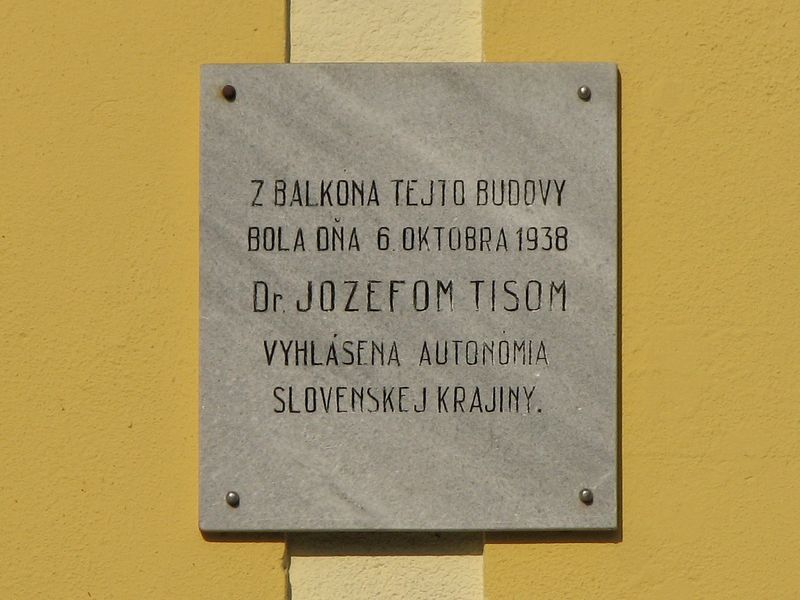 Z BALKONA TEJTO BUDOVY
BOLA DŇA 6. OKTOBRA 1938
Dr. JOZEFOM TISOM
VYHLÁSENA AUTONÓMIA
SLOVENSKEJ KRAJINY.